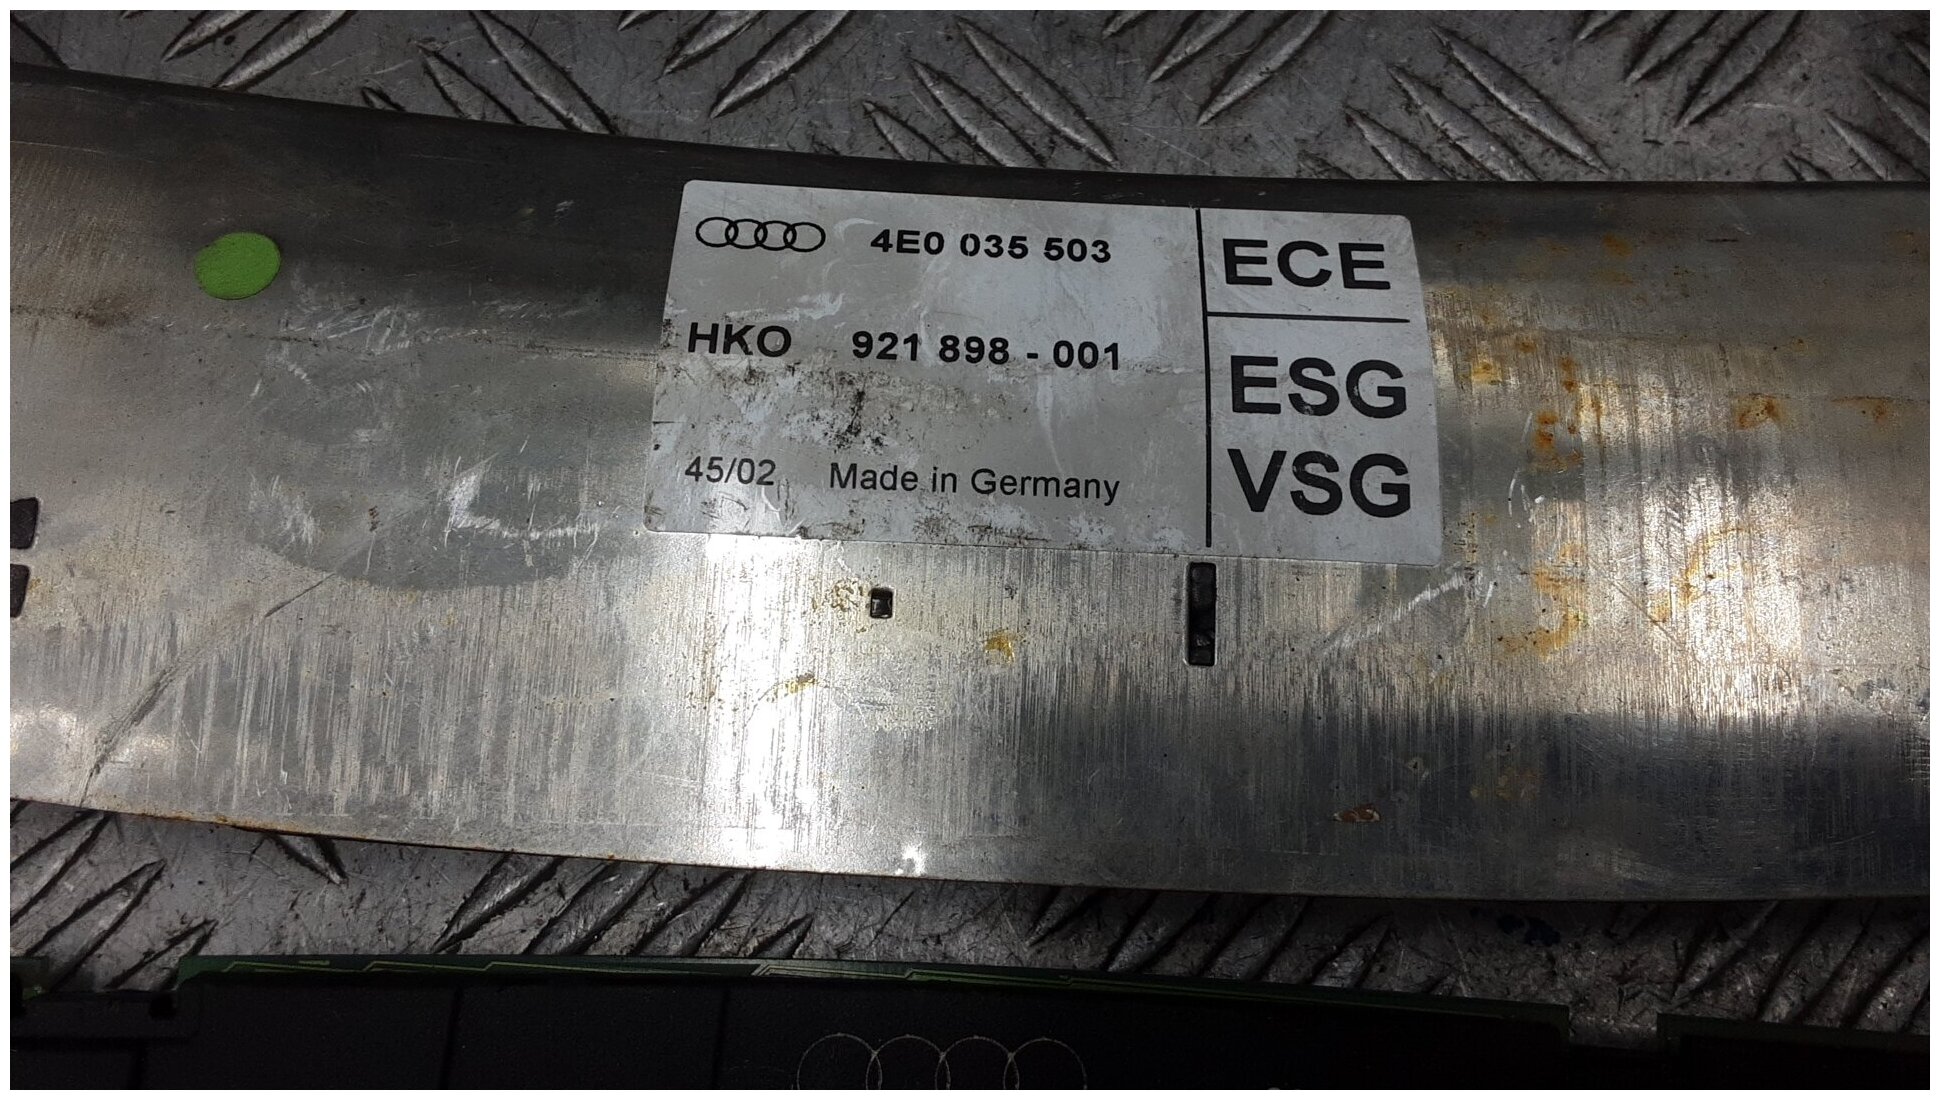 4E0 035 503
HKO 921 898 - 001
45/02 Made in Germany
ECE
ESG
VSG